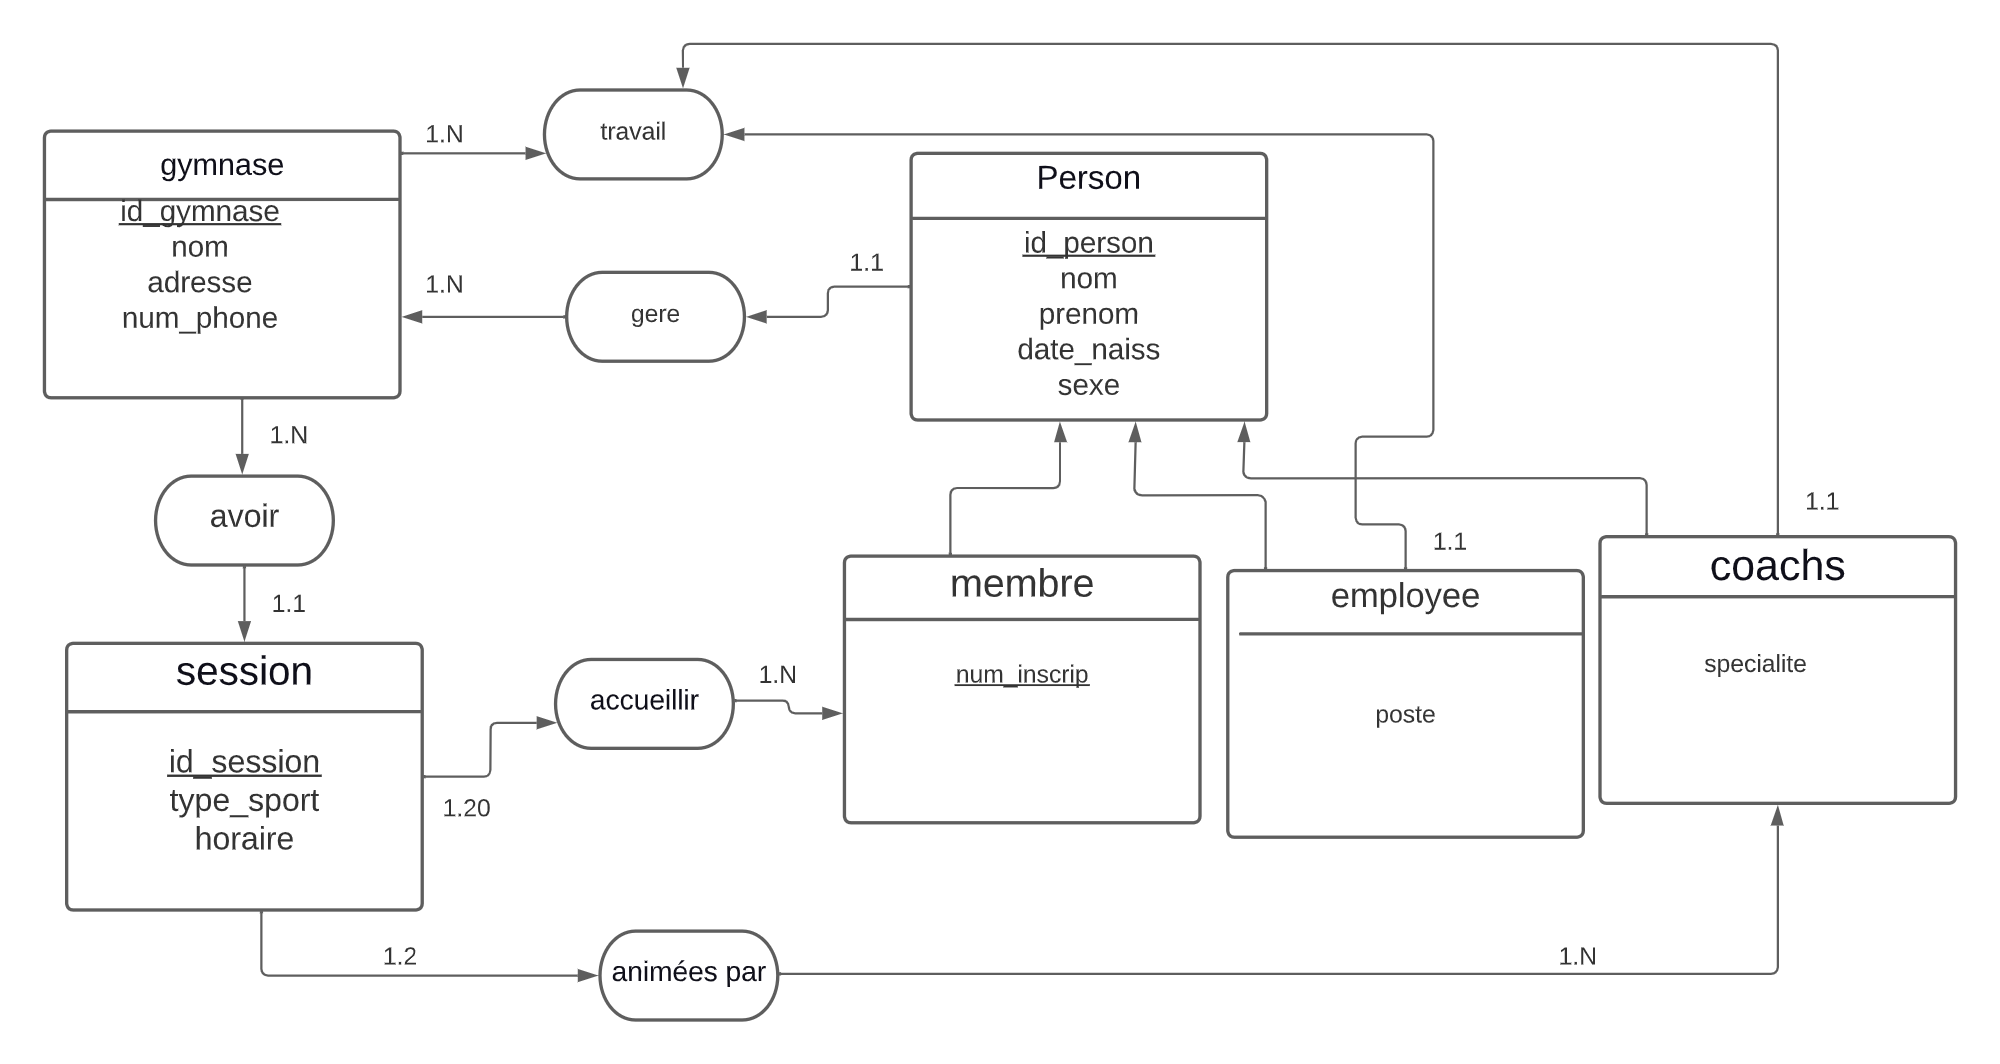 travail
1.N
gymnase
id_gymnase
nom
adresse
num_phone
Person
id_person
nom
prenom
date_naiss
sexe
1.1
1.N
gere
1.N
avoir
1.1
1.1
1.1
membre
num_inscrip
employee
poste
coachs
specialite
session
id_session
type_sport
horaire
accueillir
1.N
1.20
1.2
animées par
1.N